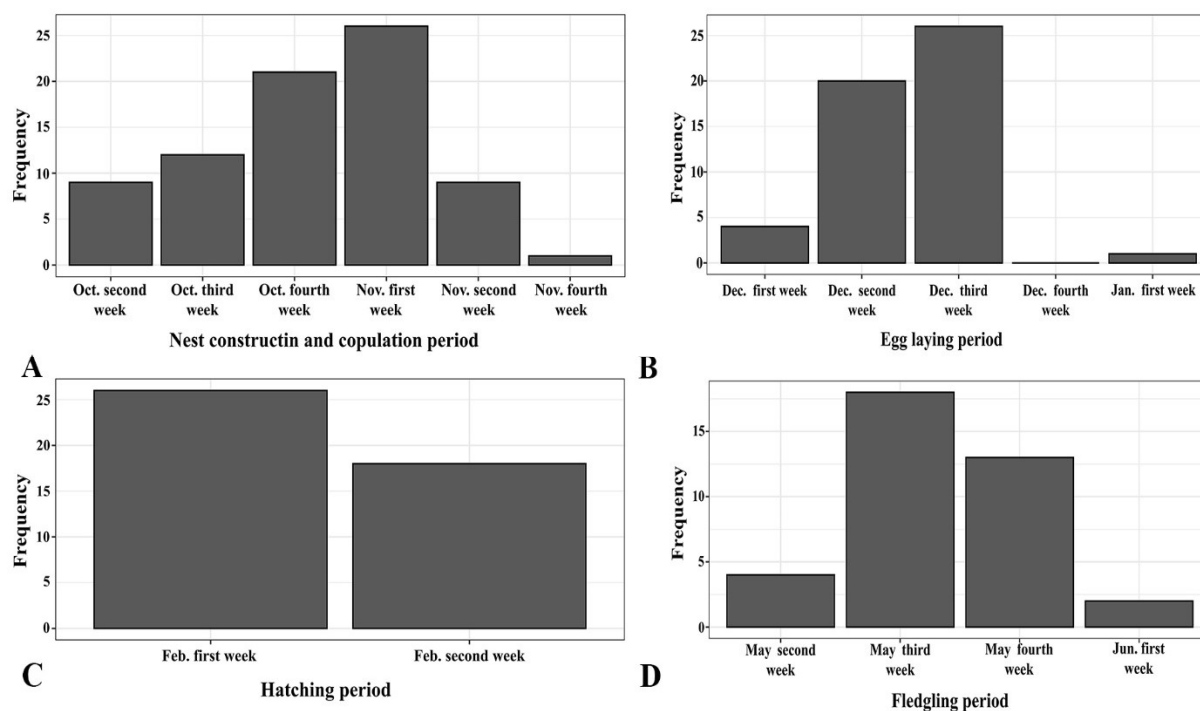 Frequency
25
20
15
10
5
0
Oct. second week
Oct. third week
Oct. fourth week
Nov. first week
Nov. second week
Nov. fourth week
Nest constructin and copulation period
A
Frequency
25
20
15
10
5
0
Dec. first week
Dec. second week
Dec. third week
Dec. fourth week
Jan. first week
Egg laying period
B
Frequency
25
20
15
10
5
0
Feb. first week
Feb. second week
Hatching period
C
Frequency
15
10
5
0
May second week
May third week
May fourth week
Jun. first week
Fledgling period
D